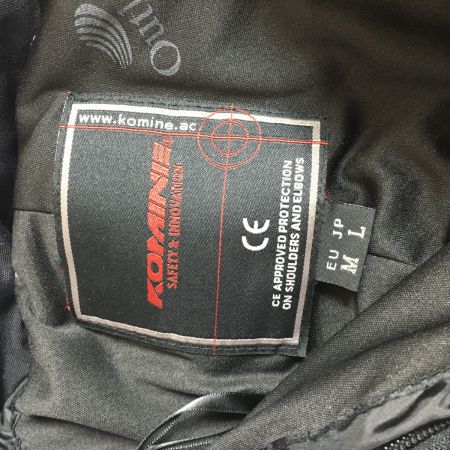 www.komine.ac
KOMINE
SAFETY & INNOVATION
CE
CE APPROVED PROTECTION
ON SHOULDERS AND ELBOWS
EU JP
M L